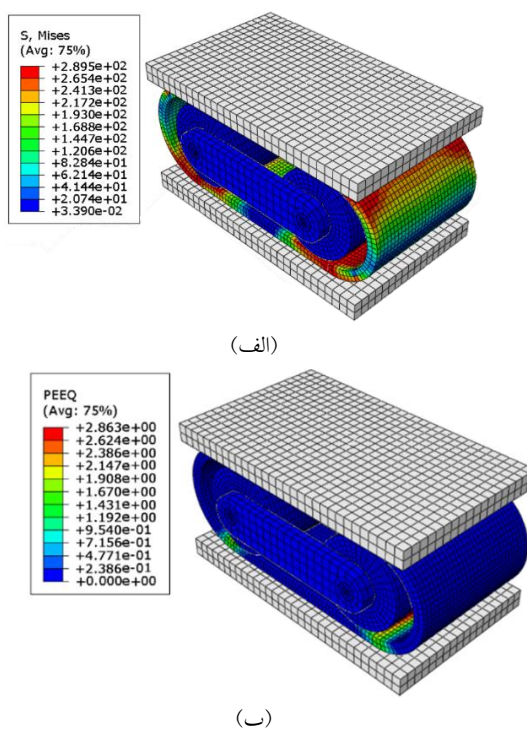 S, Mises
(Avg: 75%)
+2.895e+02
+2.654e+02
+2.413e+02
+2.172e+02
+1.930e+02
+1.688e+02
+1.447e+02
+1.206e+02
+8.284e+01
+6.214e+01
+4.144e+01
+2.074e+01
+3.390e-02
(الف)
PEEQ
(Avg: 75%)
+2.863e+00
+2.624e+00
+2.386e+00
+2.147e+00
+1.908e+00
+1.670e+00
+1.431e+00
+1.192e+00
+9.540e-01
+7.156e-01
+4.771e-01
+2.386e-01
+0.000e+00
(ب)